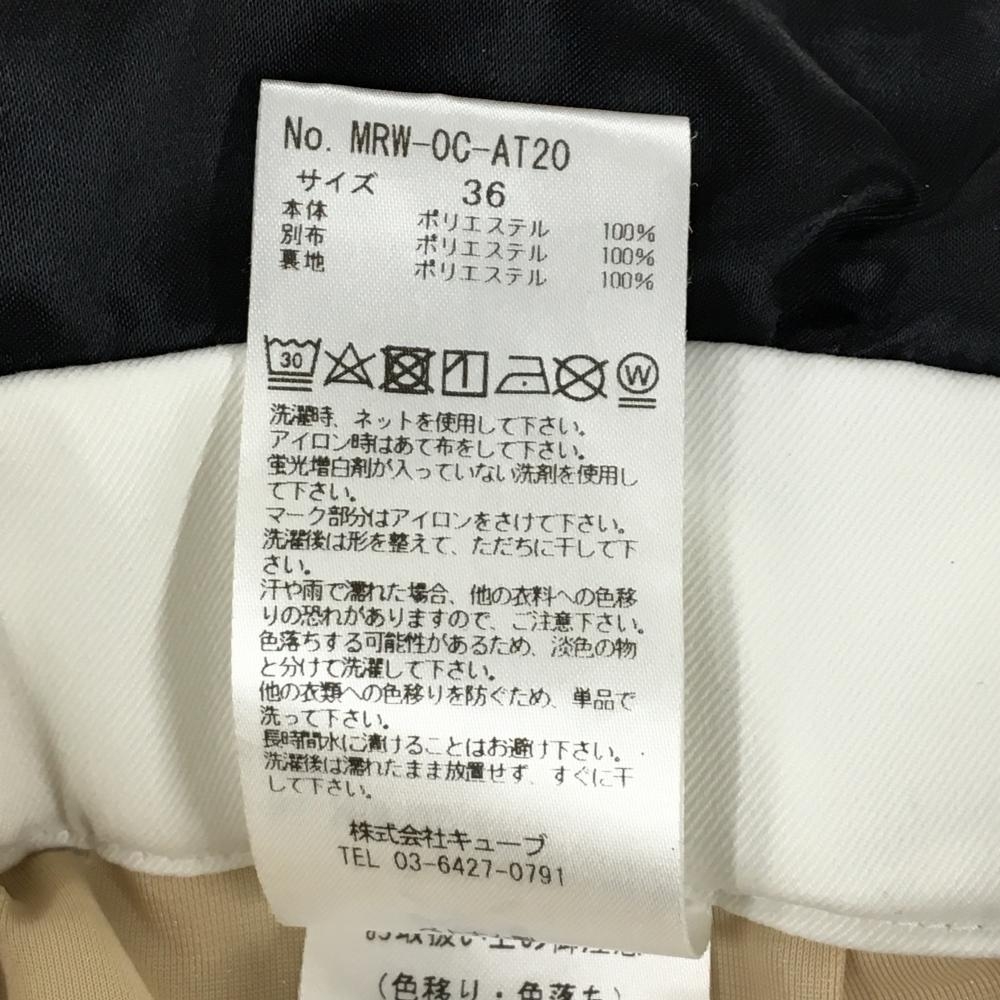 No. MRW-OC-AT20
サイズ 36
本体 ポリエステル 100%
別布 ポリエステル 100%
裏地 ポリエステル 100%
30
W
洗濯時、ネットを使用して下さい。
アイロン時はあて布をして下さい。
蛍光増白剤が入っていない洗剤を使用し
て下さい。
マーク部分はアイロンをさけて下さい。
洗濯後は形を整えて、ただちに干して下
さい。
汗や雨で濡れた場合、他の衣料への色移
りの恐れがありますので、ご注意下さい。
色落ちする可能性があるため、淡色の物
と分けて洗濯して下さい。
他の衣類への色移りを防ぐため、単品で
洗って下さい。
長時間水に漬けることはお避け下さい。
洗濯後は濡れたまま放置せず、すぐに干
して下さい。
株式会社キューブ
TEL 03-6427-0791
(色移り・色落ち)